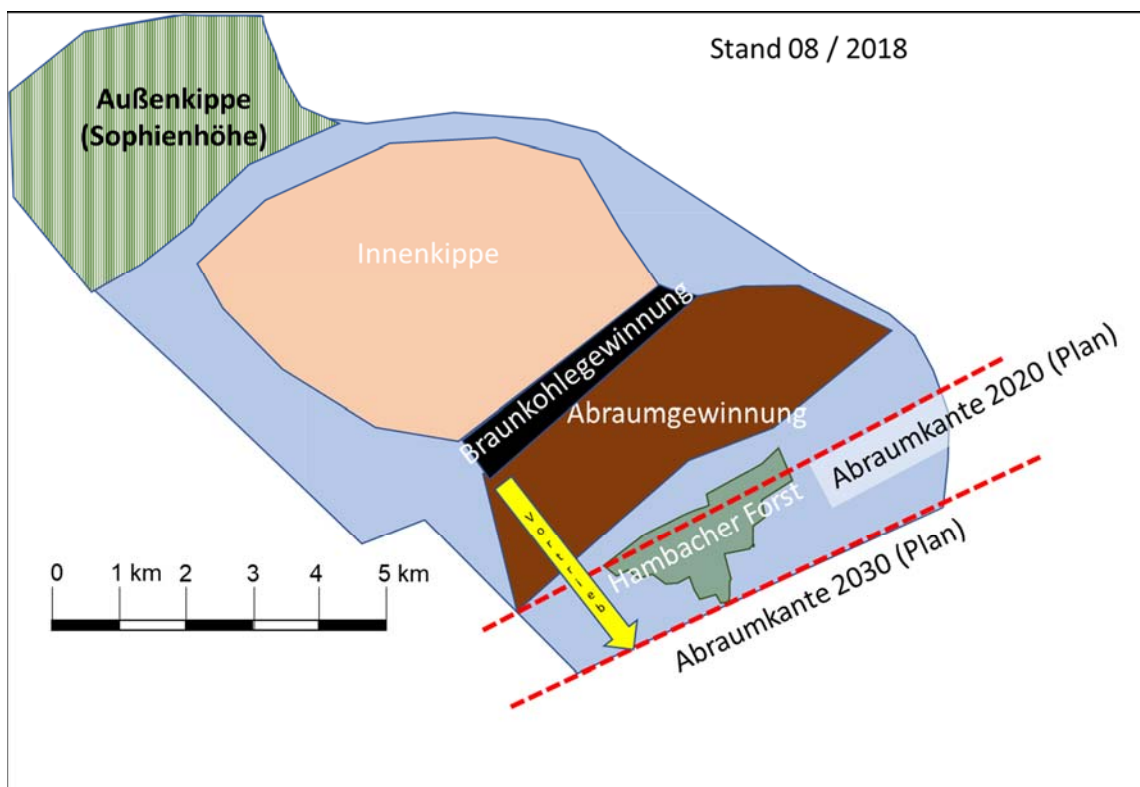 Stand 08 / 2018
Außenkippe
(Sophienhöhe)
Innenkippe
Braunkohlegewinnung
Abraumgewinnung
Abraumkante 2020 (Plan)
Vortrieb
Hambacher Forst
Abraumkante 2030 (Plan)
0 1 km 2 3 4 5 km